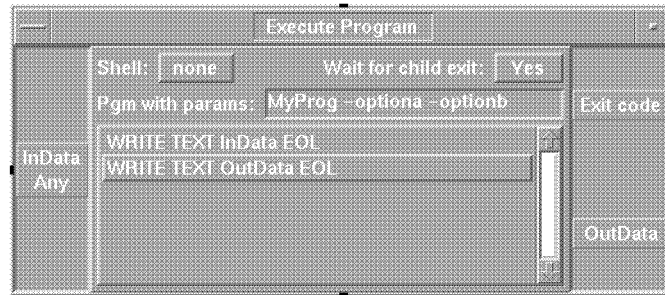 Execute Program
Shell: none Wait for child exit: Yes
Pgm with params: MyProg -optiona -optionb
Exit code
WRITE TEXT InData EOL
WRITE TEXT OutData EOL
InData
Any
OutData